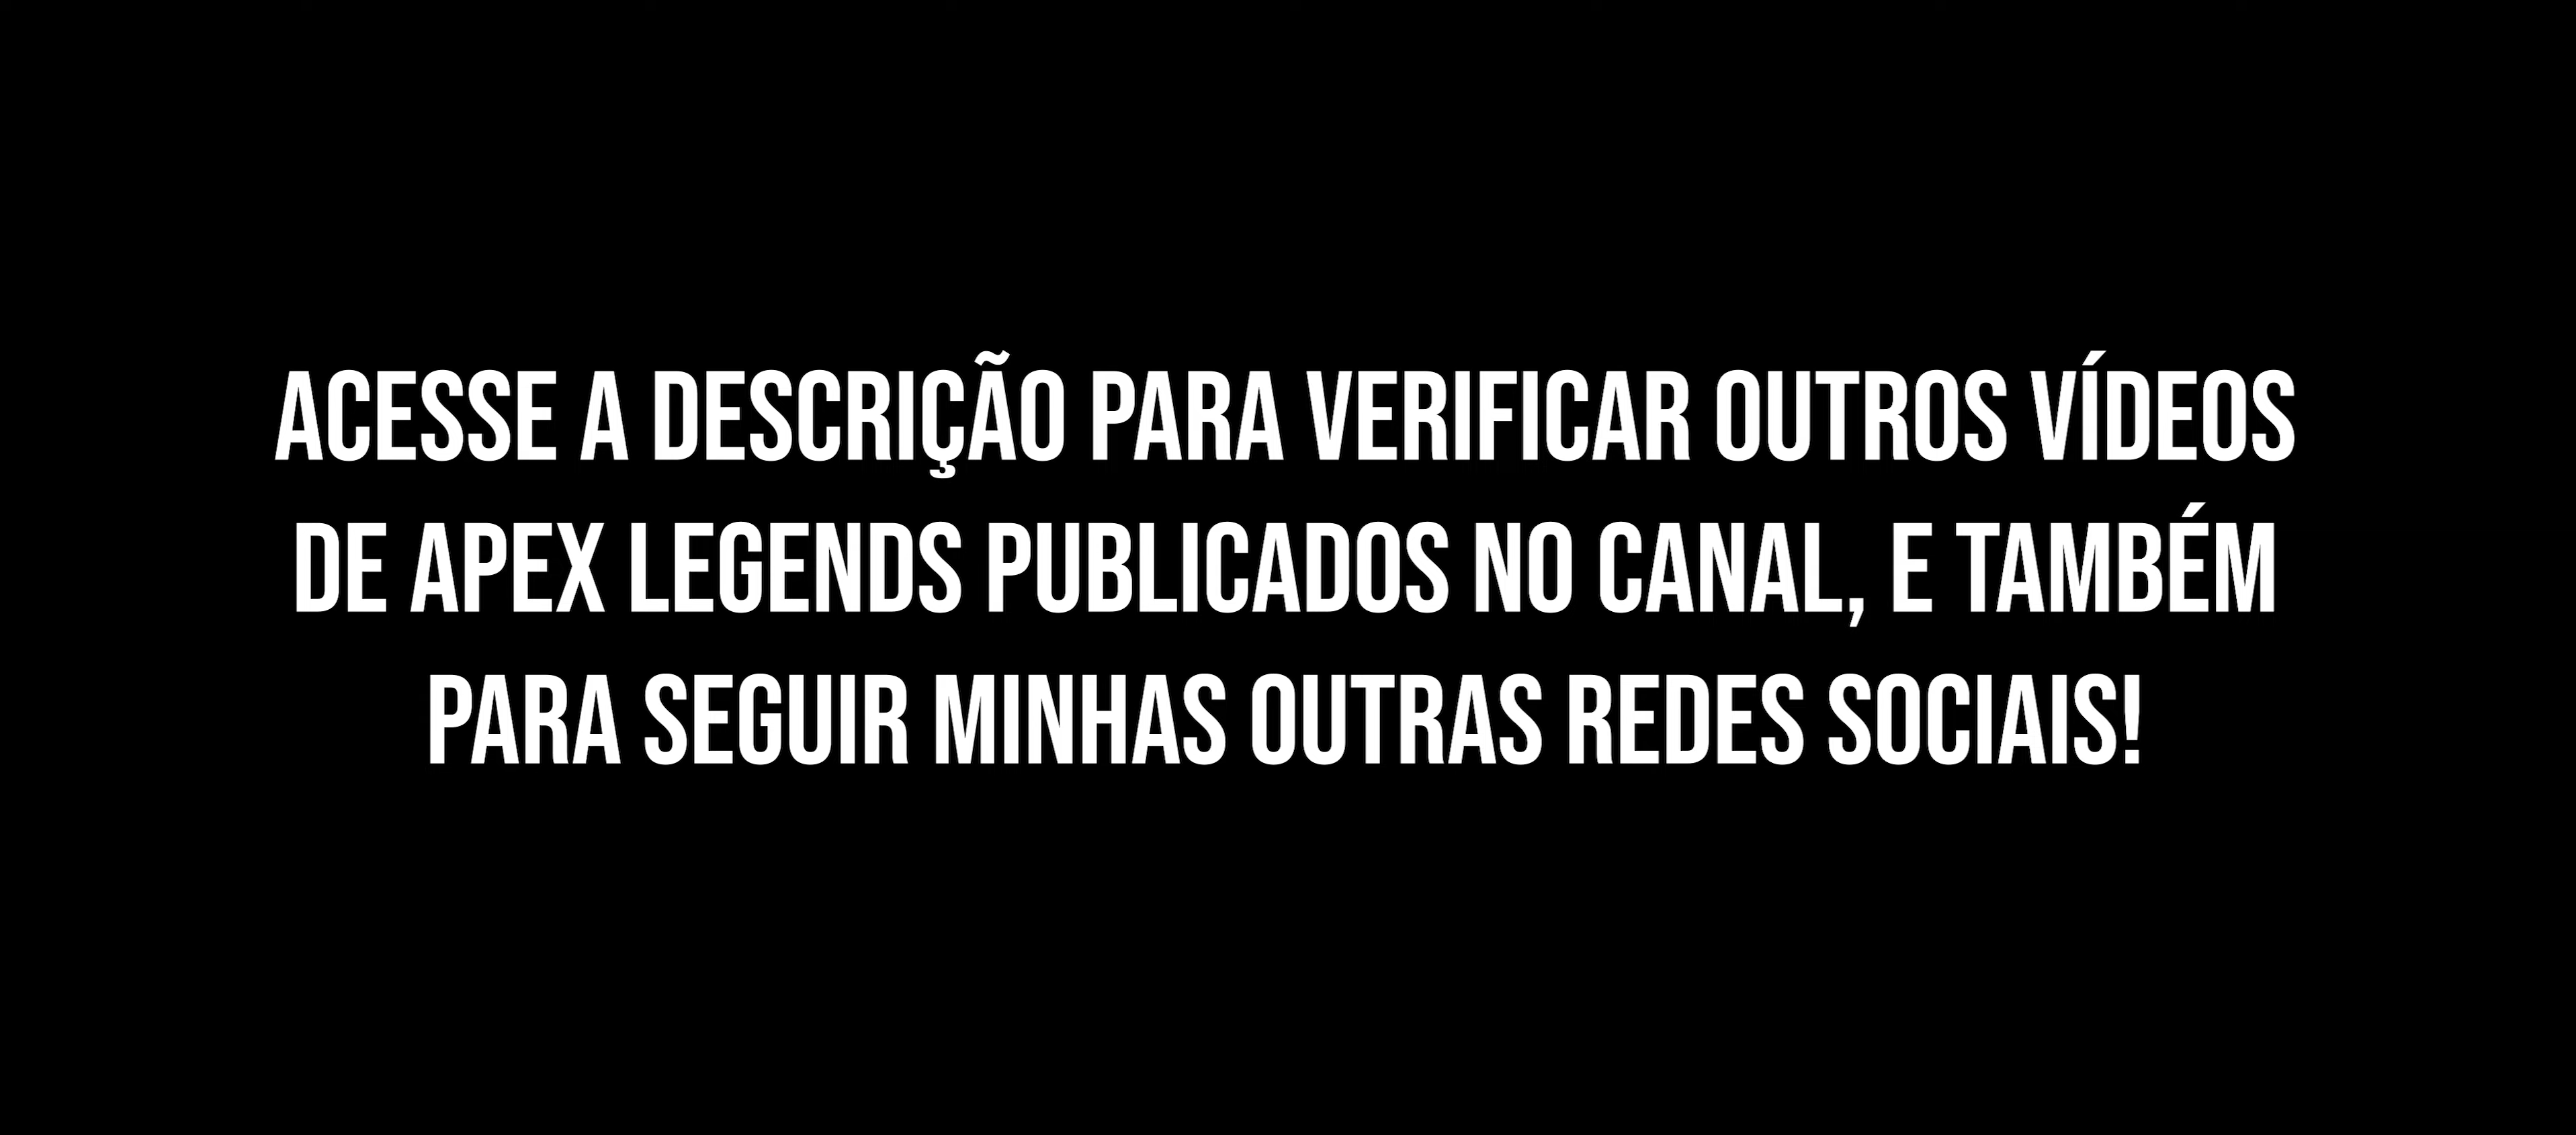 ACESSE A DESCRIÇÃO PARA VERIFICAR OUTROS VÍDEOS
DE APEX LEGENDS PUBLICADOS NO CANAL, E TAMBÉM
PARA SEGUIR MINHAS OUTRAS REDES SOCIAIS!